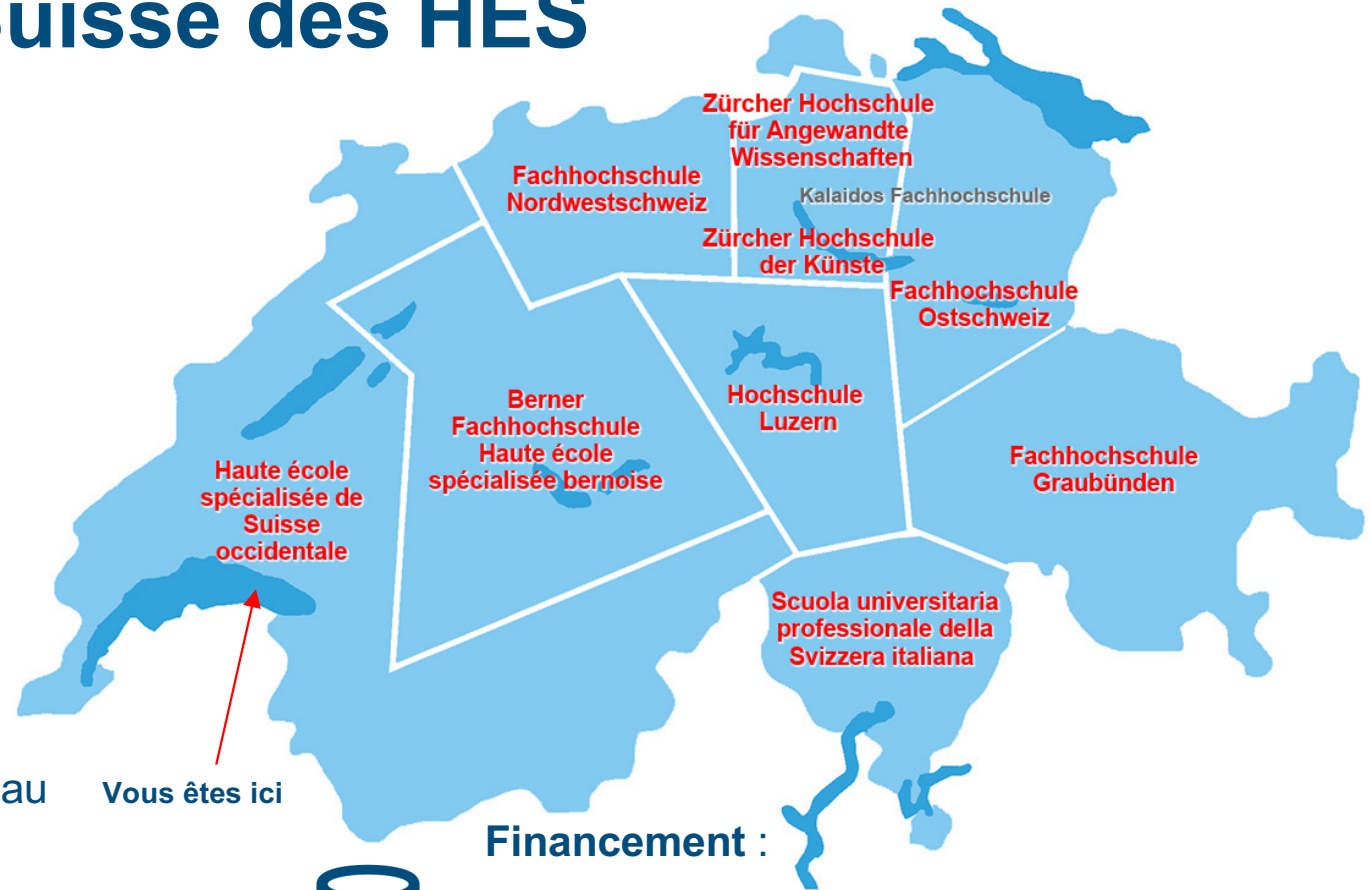 Suisse des HES
Zürcher Hochschule
für Angewandte
Wissenschaften
Fachhochschule
Nordwestschweiz
Kalaidos Fachhochschule
Zürcher Hochschule
der Künste
Fachhochschule
Ostschweiz
Berner
Fachhochschule
Haute école
spécialisée bernoise
Hochschule
Luzern
Fachhochschule
Graubünden
Haute école
spécialisée de
Suisse
occidentale
Scuola universitaria
professionale della
Svizzera italiana
au
Vous êtes ici
Financement :